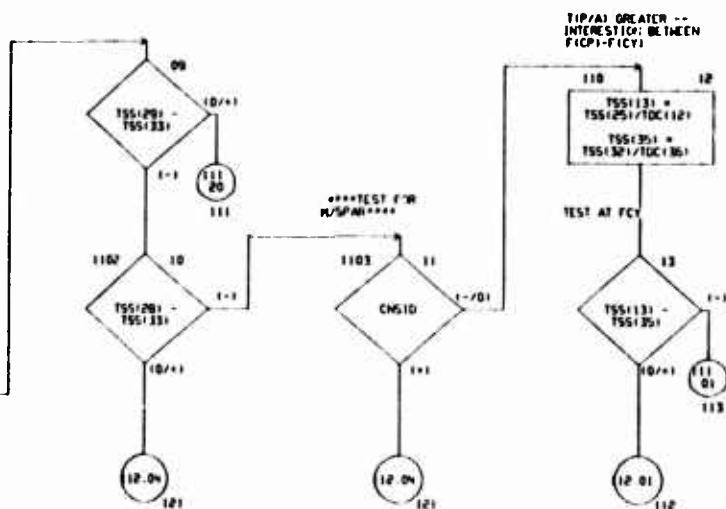 09
TSS(29) -
TSS(33)
(0/+)
(-)
111
20
111
1102
10
TSS(28) -
TSS(33)
(-)
(0/+)
12.04
121
****TEST FOR
M/SPAR****
1103
11
CNSID
(-/0)
(+)
12.04
121
T(P/A) GREATER --
INTERESTION BETWEEN
F(CP)-F(CY)
110
12
TSS(13) =
TSS(25)/TDC(12)
TSS(35) =
TSS(32)/TDC(36)
TEST AT FCY
13
TSS(13) -
TSS(35)
(-)
(0/+)
01
113
12.01
112